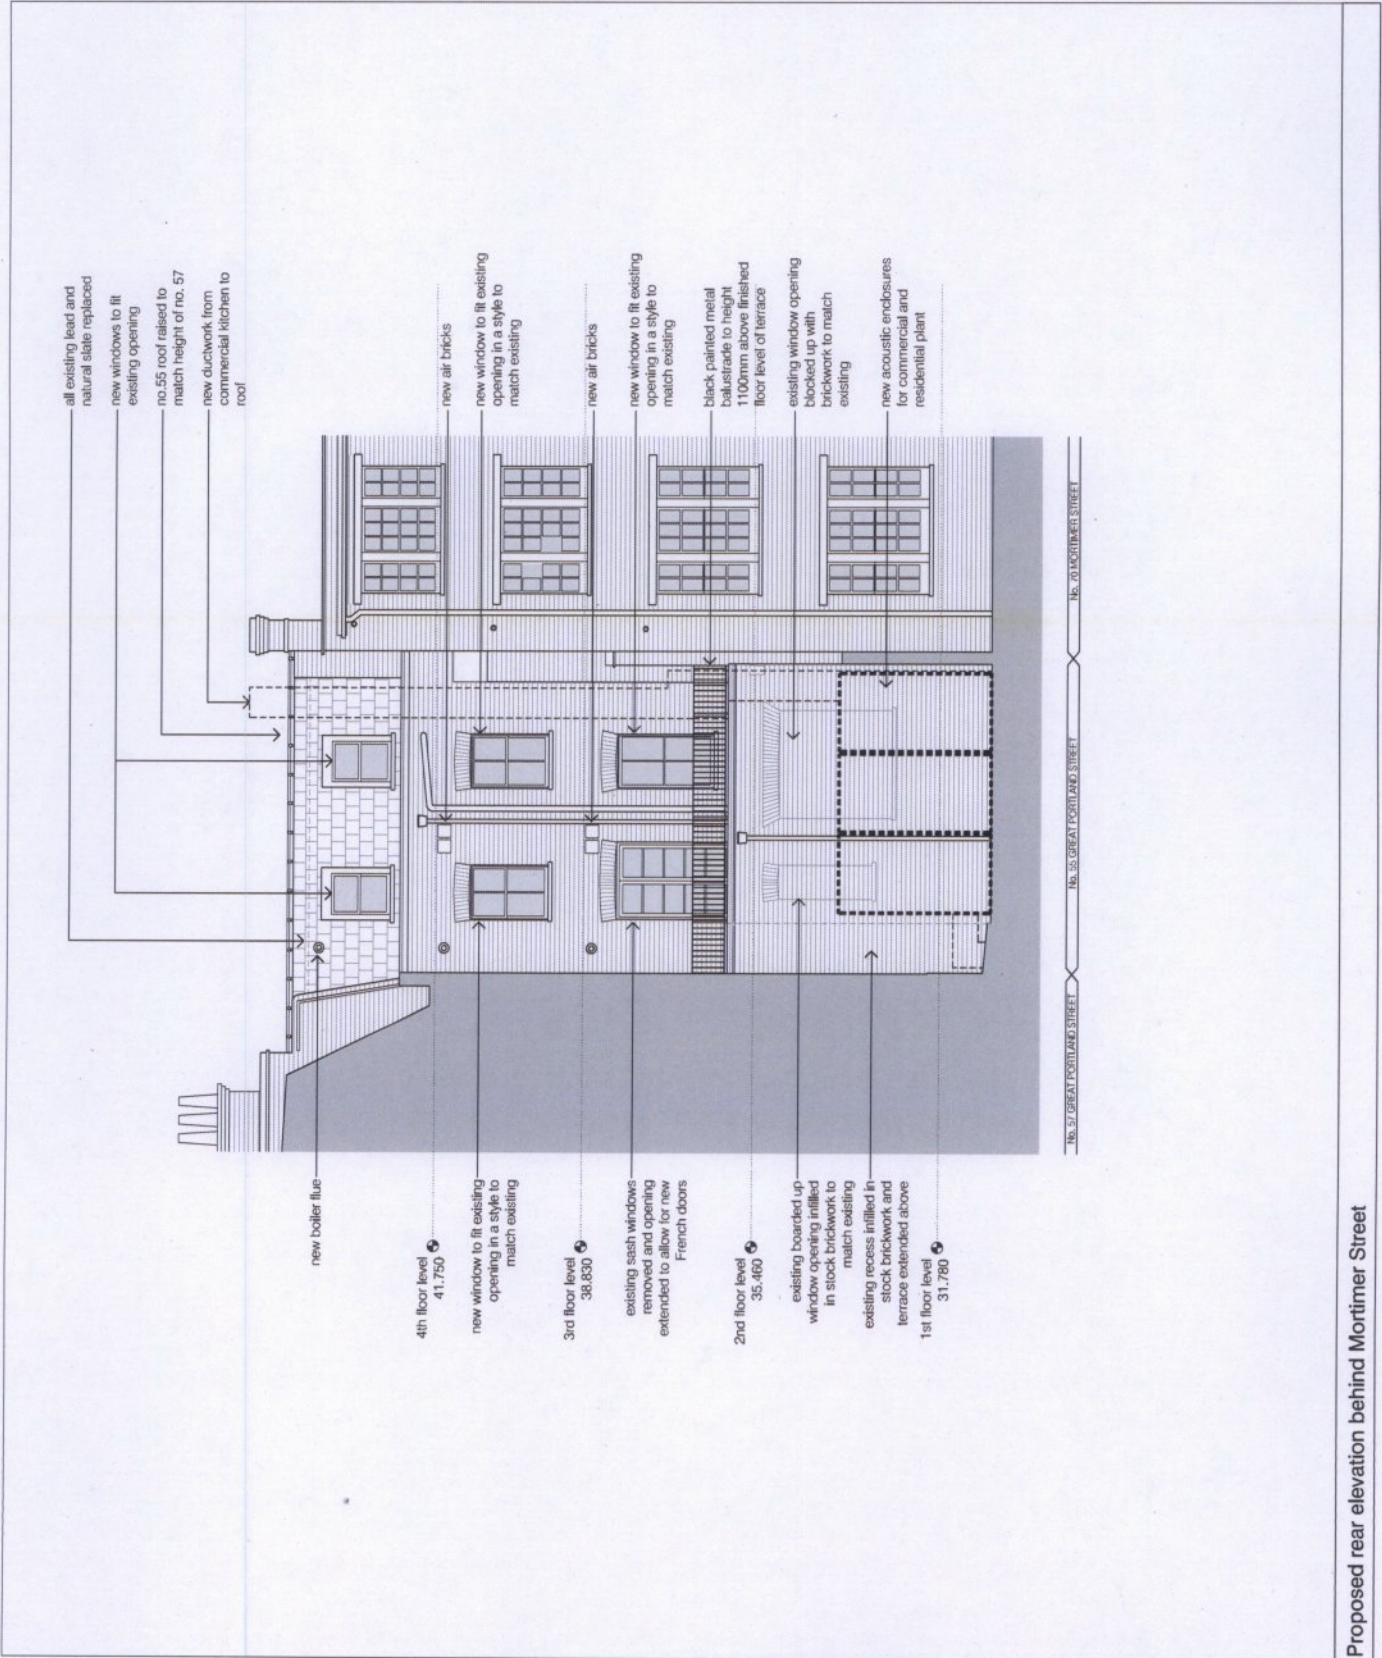 all existing lead and
natural slate replaced
new windows to fit
existing opening
no.55 roof raised to
match height of no. 57
new ductwork from
commercial kitchen to
roof
new air bricks
new window to fit existing
opening in a style to
match existing
new air bricks
new window to fit existing
opening in a style to
match existing
black painted metal
balustrade to height
1100mm above finished
floor level of terrace
existing window opening
blocked up with
brickwork to match
existing
new acoustic enclosures
for commercial and
residential plant
new boiler flue
4th floor level
41.750
new window to fit existing
opening in a style to
match existing
3rd floor level
38.830
existing sash windows
removed and opening
extended to allow for new
French doors
2nd floor level
35.460
existing boarded up
window opening infilled
in stock brickwork to
match existing
existing recess infilled in
stock brickwork and
terrace extended above
1st floor level
31.780
No. 57 GREAT PORTLAND STREET
No. 55 GREAT PORTLAND STREET
No. 70 MORTIMER STREET
Proposed rear elevation behind Mortimer Street